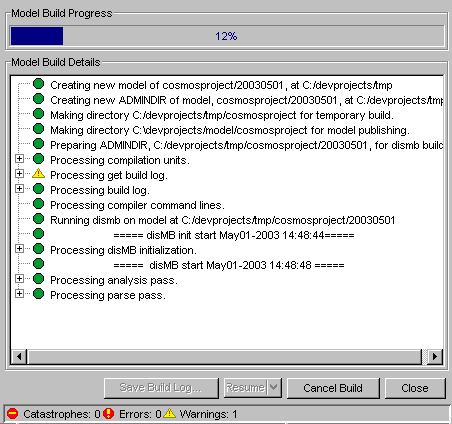 Model Build Progress
12%
Model Build Details
Creating new model of cosmosproject/20030501, at C:/devprojects/tmp
Creating new ADMINDIR of model, cosmosproject/20030501, at C:/devprojects/tm
Making directory C:/devprojects/tmp/cosmosproject for temporary build.
Making directory C:\devprojects/model/cosmosproject for model publishing.
Preparing ADMINDIR, C:/devprojects/tmp/cosmosproject/20030501, for dismb build
Processing compilation units.
Processing get build log.
Processing build log.
Processing compiler command lines.
Running dismb on model at C:/devprojects/tmp/cosmosproject/20030501
===== disMB init start May01-2003 14:48:44=====
Processing disMB initialization.
===== disMB start May01-2003 14:48:48 =====
Processing analysis pass.
Processing parse pass.
Save Build Log... Resume Cancel Build Close
Catastrophes: 0 Errors: 0 Warnings: 1